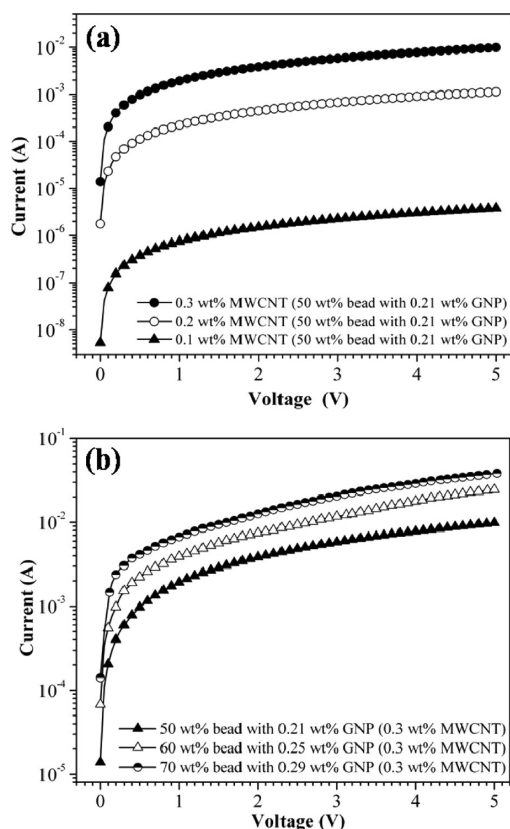 (a)
10⁻²
10⁻³
10⁻⁴
10⁻⁵
10⁻⁶
10⁻⁷
10⁻⁸
Current (A)
0.3 wt% MWCNT (50 wt% bead with 0.21 wt% GNP)
0.2 wt% MWCNT (50 wt% bead with 0.21 wt% GNP)
0.1 wt% MWCNT (50 wt% bead with 0.21 wt% GNP)
0 1 2 3 4 5
Voltage (V)
(b)
10⁻¹
10⁻²
10⁻³
10⁻⁴
10⁻⁵
Current (A)
50 wt% bead with 0.21 wt% GNP (0.3 wt% MWCNT)
60 wt% bead with 0.25 wt% GNP (0.3 wt% MWCNT)
70 wt% bead with 0.29 wt% GNP (0.3 wt% MWCNT)
0 1 2 3 4 5
Voltage (V)